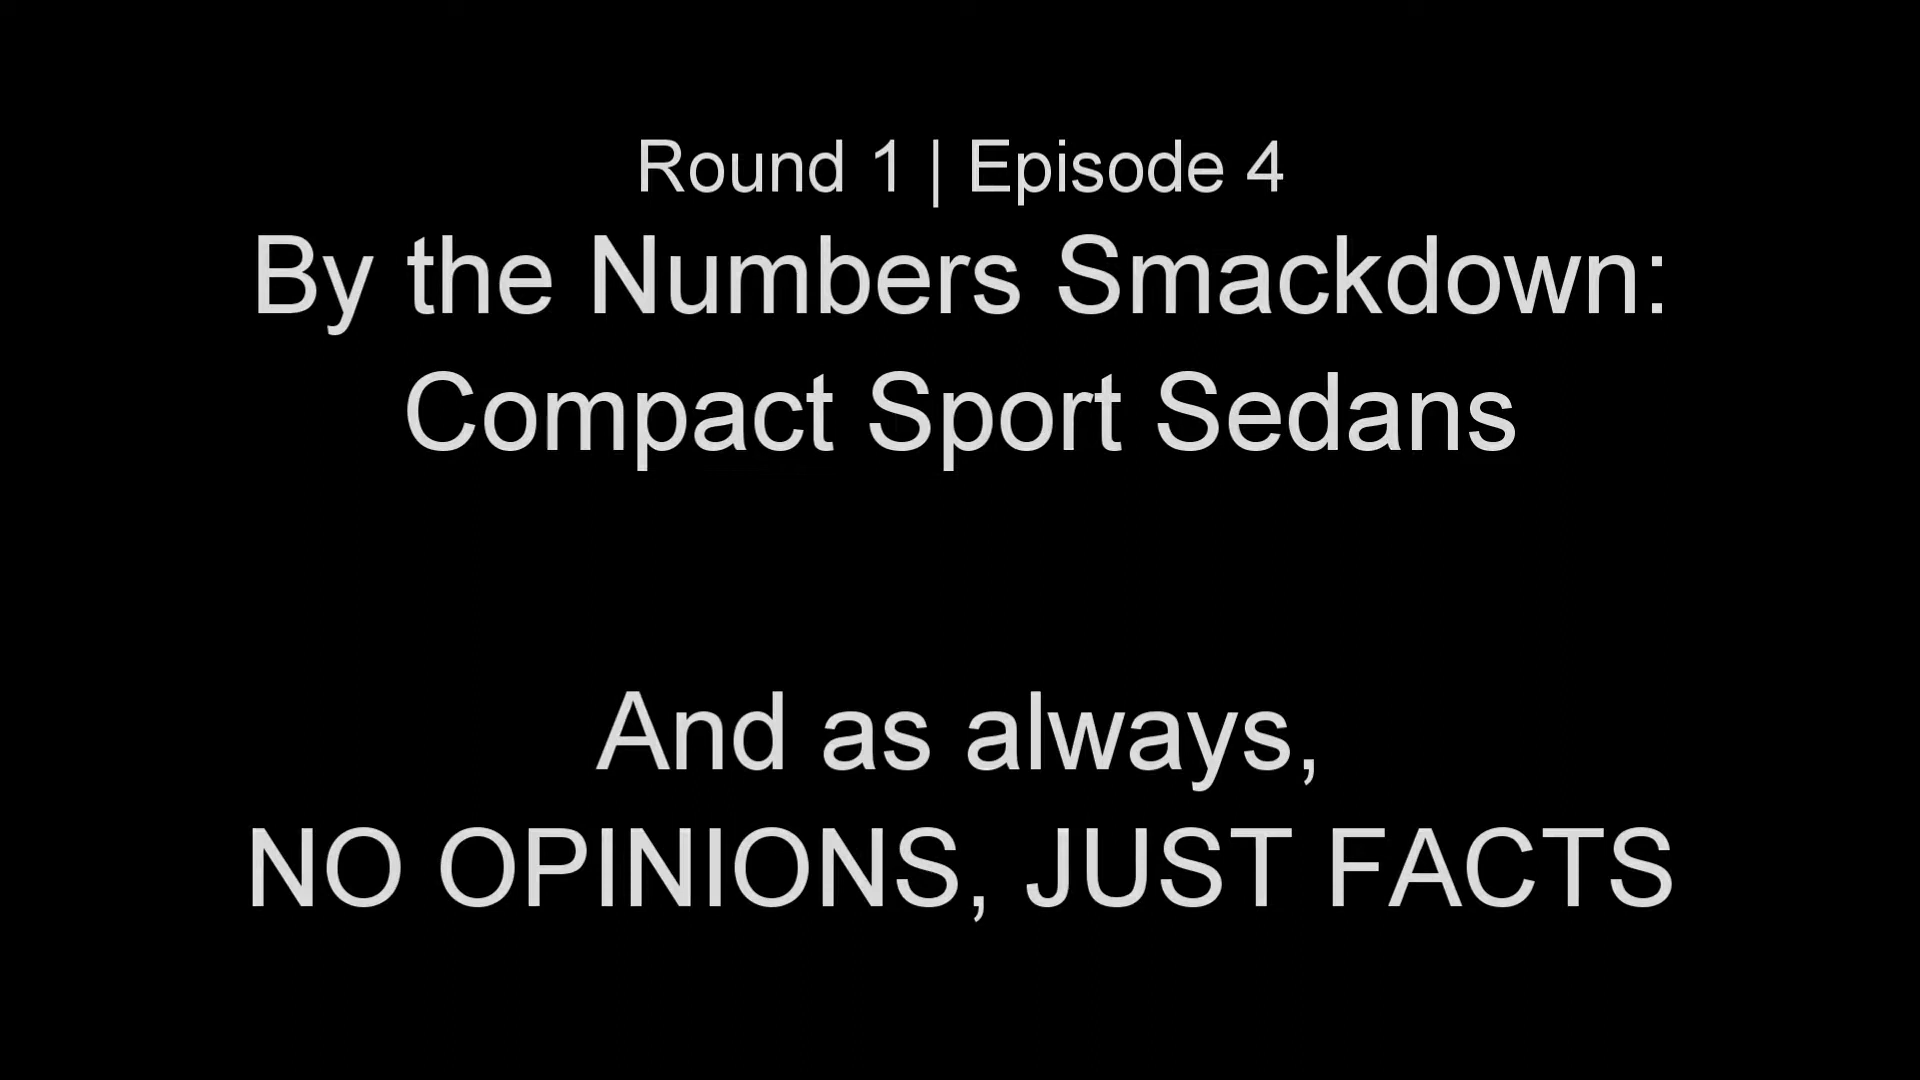 Round 1 | Episode 4
By the Numbers Smackdown:
Compact Sport Sedans
And as always,
NO OPINIONS, JUST FACTS